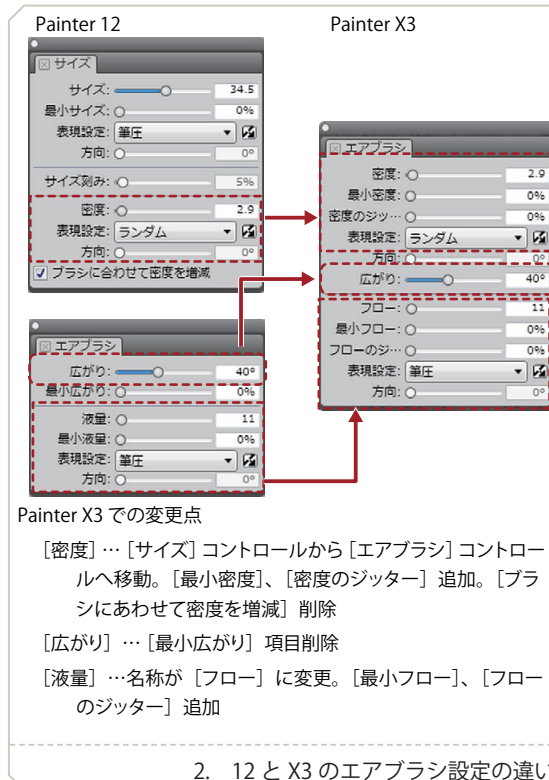 Painter 12
Painter X3
サイズ
サイズ: 34.5
最小サイズ: 0%
表現設定: 筆圧
方向: 0°
サイズ刻み: 5%
密度: 2.9
表現設定: ランダム
方向: 0°
ブラシに合わせて密度を増減
エアブラシ
広がり: 40°
最小広がり: 0%
液量: 11
最小液量: 0%
表現設定: 筆圧
方向: 0°
エアブラシ
密度: 2.9
最小密度: 0%
密度のジッ… 0%
表現設定: ランダム
方向: 0°
広がり: 40°
フロー: 11
最小フロー: 0%
フローのジ… 0%
表現設定: 筆圧
方向: 0°
Painter X3 での変更点
［密度］… ［サイズ］コントロールから［エアブラシ］コントロー
ルへ移動。［最小密度］、［密度のジッター］追加。［ブラ
シにあわせて密度を増減］削除
［広がり］… ［最小広がり］項目削除
［液量］…名称が［フロー］に変更。［最小フロー］、［フロー
のジッター］追加
2. 12 と X3 のエアブラシ設定の違い